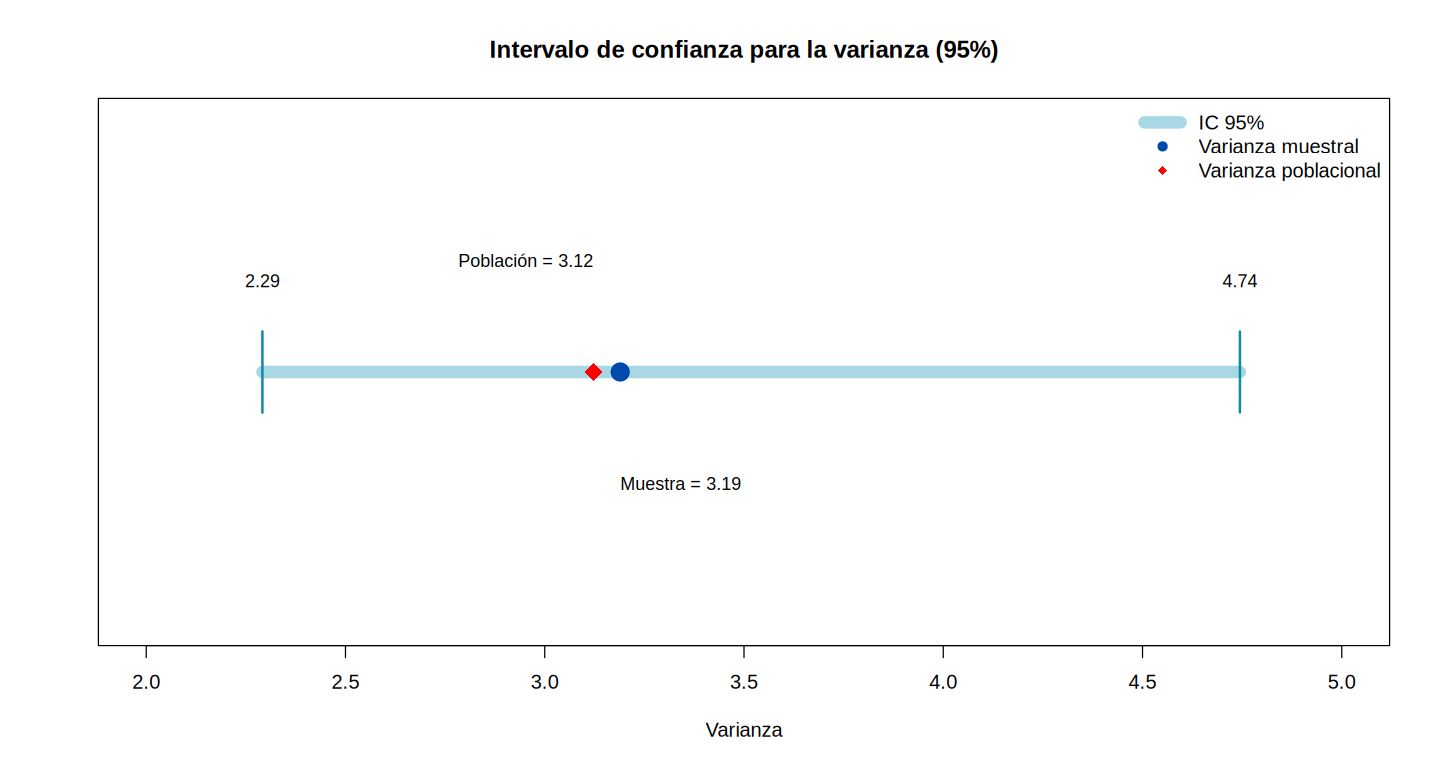 Intervalo de confianza para la varianza (95%)
IC 95%
Varianza muestral
Varianza poblacional
Población = 3.12
2.29
4.74
Muestra = 3.19
2.0
2.5
3.0
3.5
4.0
4.5
5.0
Varianza